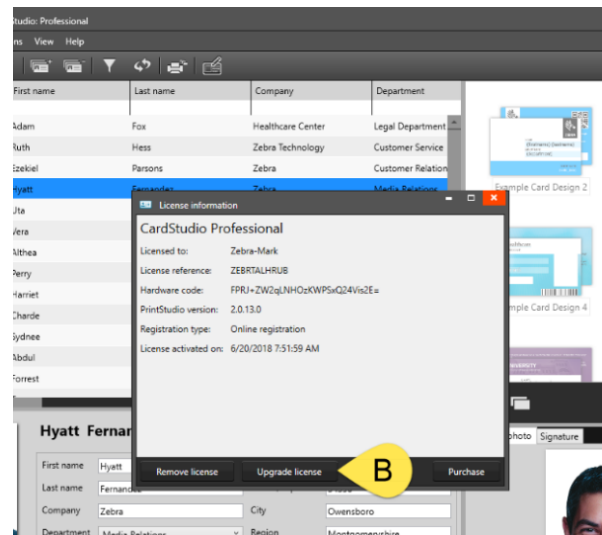 Studio: Professional
ns View Help
First name Last name Company Department
Adam Fox Healthcare Center Legal Department
Ruth Hess Zebra Technology Customer Service
Ezekiel Parsons Zebra Customer Relation
Hyatt Fernandez Zebra Media Relations
Uta
Vera
Althea
Perry
Harriet
Charde
Sydnee
Abdul
Forrest
Example Card Design 2
mple Card Design 4
License information
CardStudio Professional
Licensed to: Zebra-Mark
License reference: ZEBRTALHRUB
Hardware code: FPRJ+ZW2qLNHOzKWPSxQ24Vis2E=
PrintStudio version: 2.0.13.0
Registration type: Online registration
License activated on: 6/20/2018 7:51:59 AM
Remove license Upgrade license B Purchase
Hyatt Fernan
photo Signature
First name Hyatt
Last name Fernandez
Company Zebra City Owensboro
Department Media Relations Region Montgomeryshire